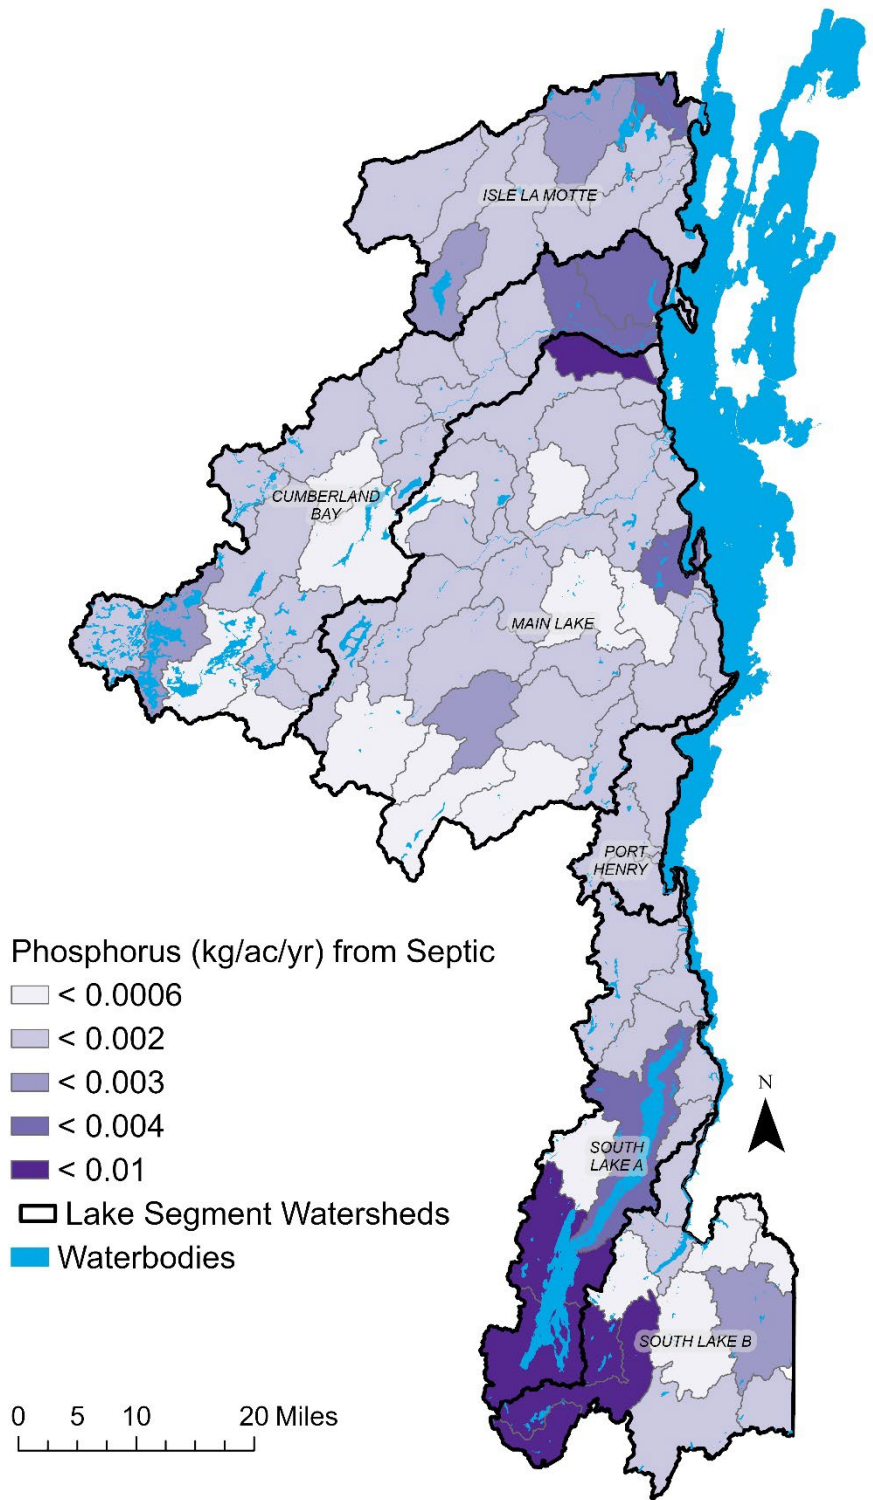 ISLE LA MOTTE
CUMBERLAND
BAY
MAIN LAKE
PORT
HENRY
Phosphorus (kg/ac/yr) from Septic
< 0.0006
< 0.002
< 0.003
< 0.004
< 0.01
Lake Segment Watersheds
Waterbodies
N
SOUTH
LAKE A
SOUTH LAKE B
0 5 10 20 Miles